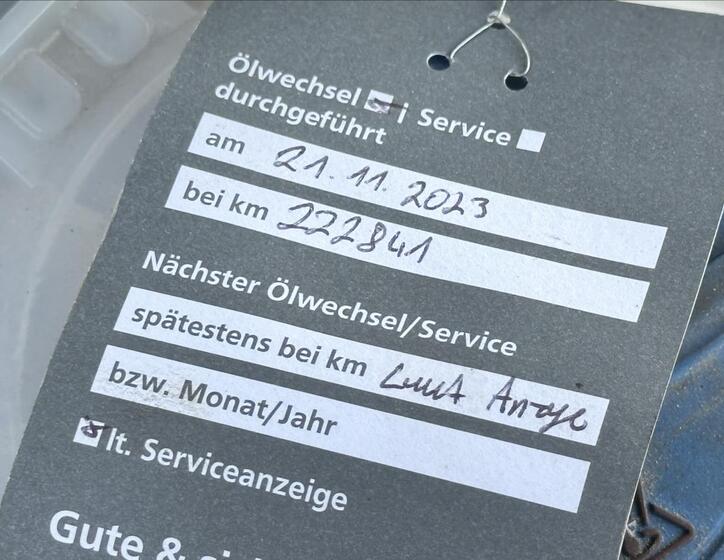 Ölwechsel i Service
durchgeführt
am 21.11.2023
bei km 222841
Nächster Ölwechsel/Service
spätestens bei km Laut Anzeige
bzw. Monat/Jahr
lt. Serviceanzeige
Gute &